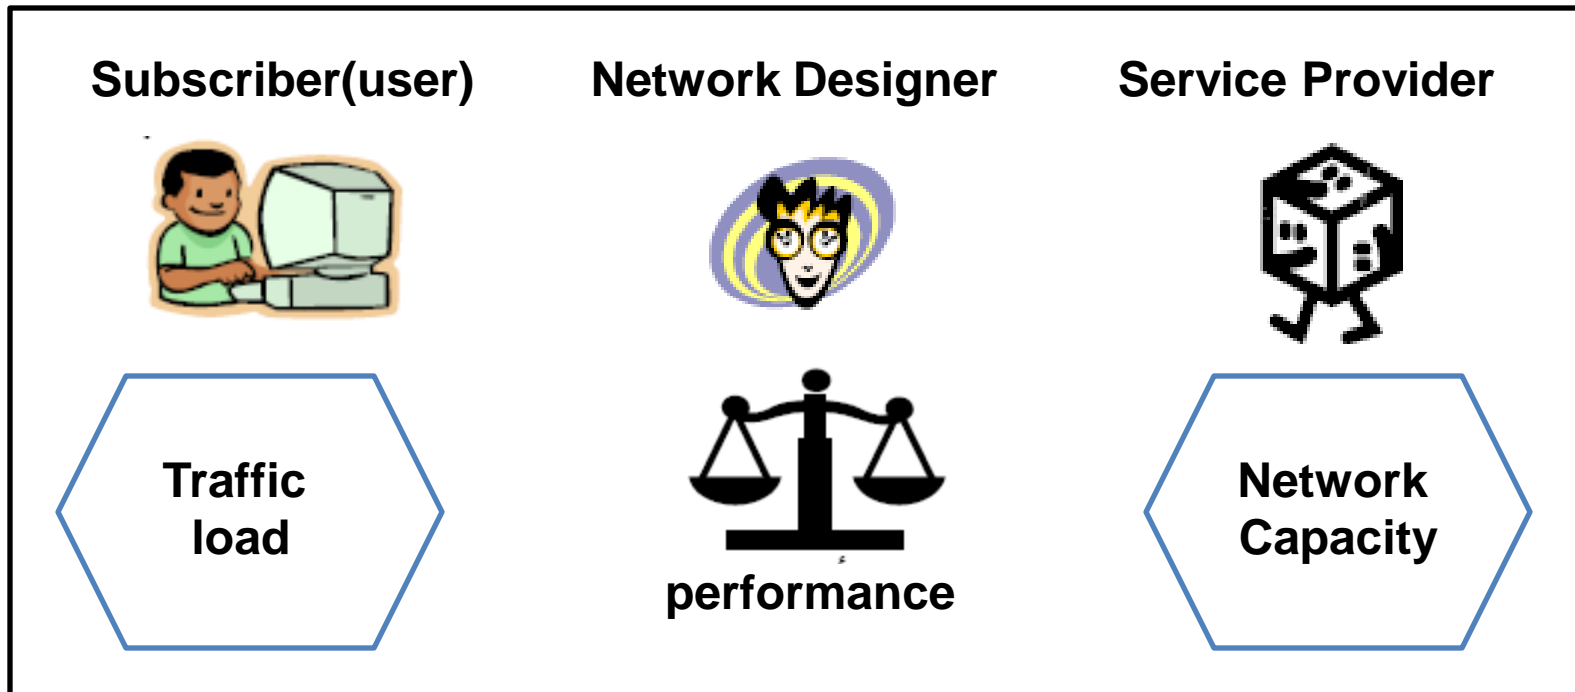 Subscriber(user)
Network Designer
Service Provider
Traffic
load
performance
Network
Capacity